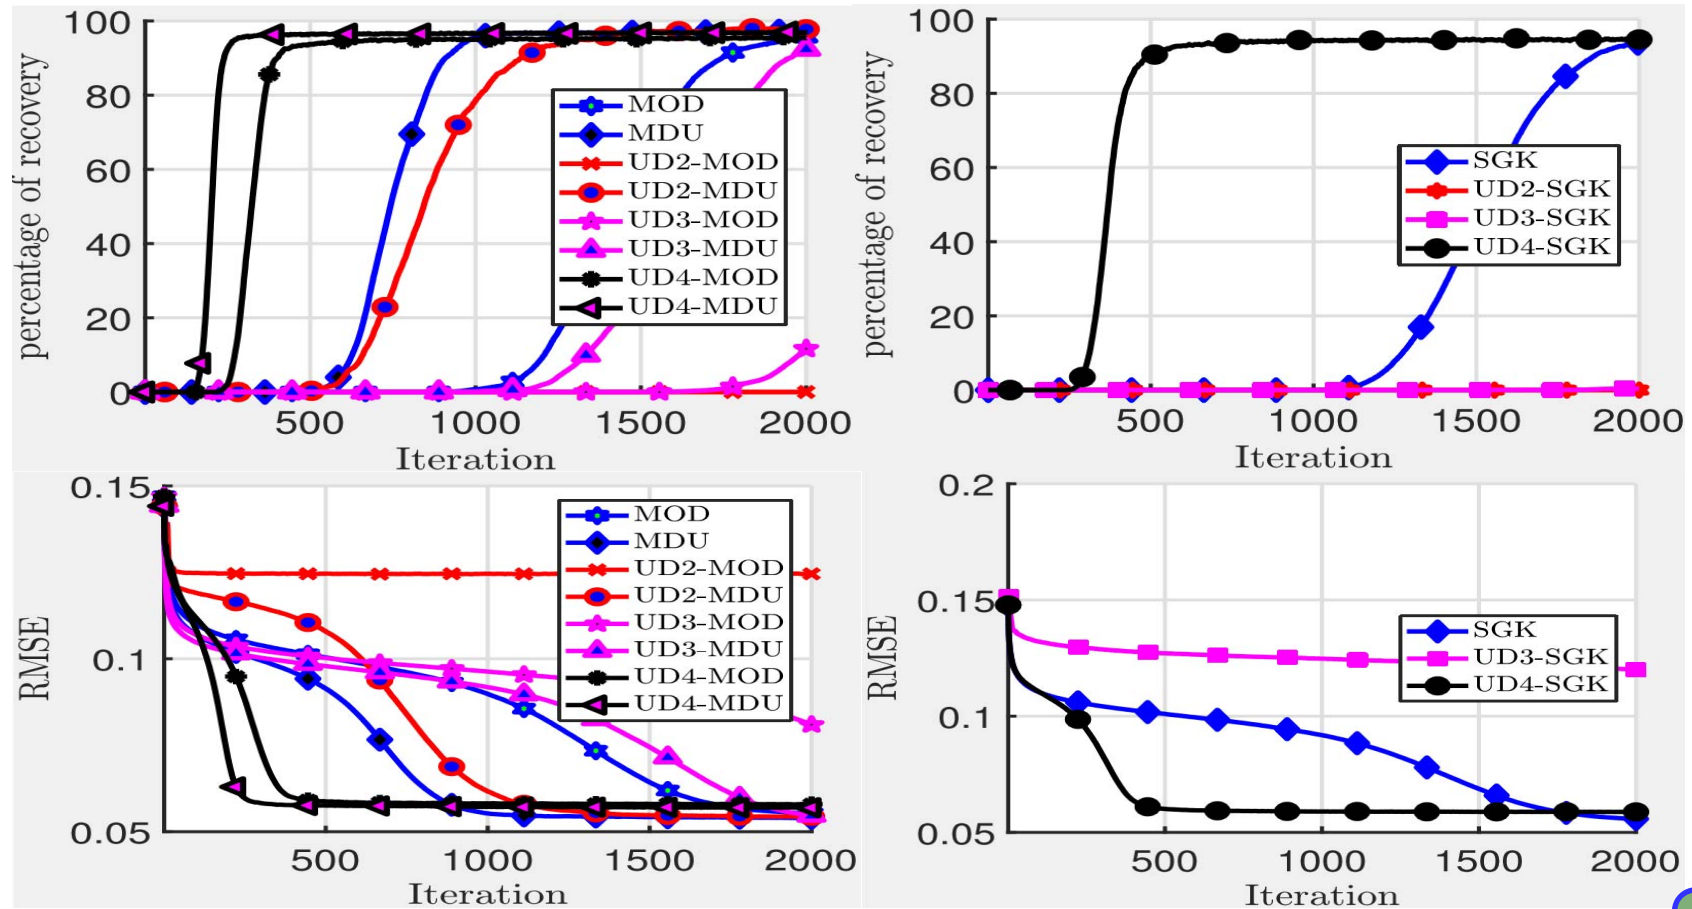 percentage of recovery
100
80
60
40
20
0
MOD
MDU
UD2-MOD
UD2-MDU
UD3-MOD
UD3-MDU
UD4-MOD
UD4-MDU
500 1000 1500 2000
Iteration
percentage of recovery
100
80
60
40
20
0
SGK
UD2-SGK
UD3-SGK
UD4-SGK
500 1000 1500 2000
Iteration
RMSE
0.15
0.1
0.05
MOD
MDU
UD2-MOD
UD2-MDU
UD3-MOD
UD3-MDU
UD4-MOD
UD4-MDU
500 1000 1500 2000
Iteration
RMSE
0.2
0.15
0.1
0.05
SGK
UD3-SGK
UD4-SGK
500 1000 1500 2000
Iteration